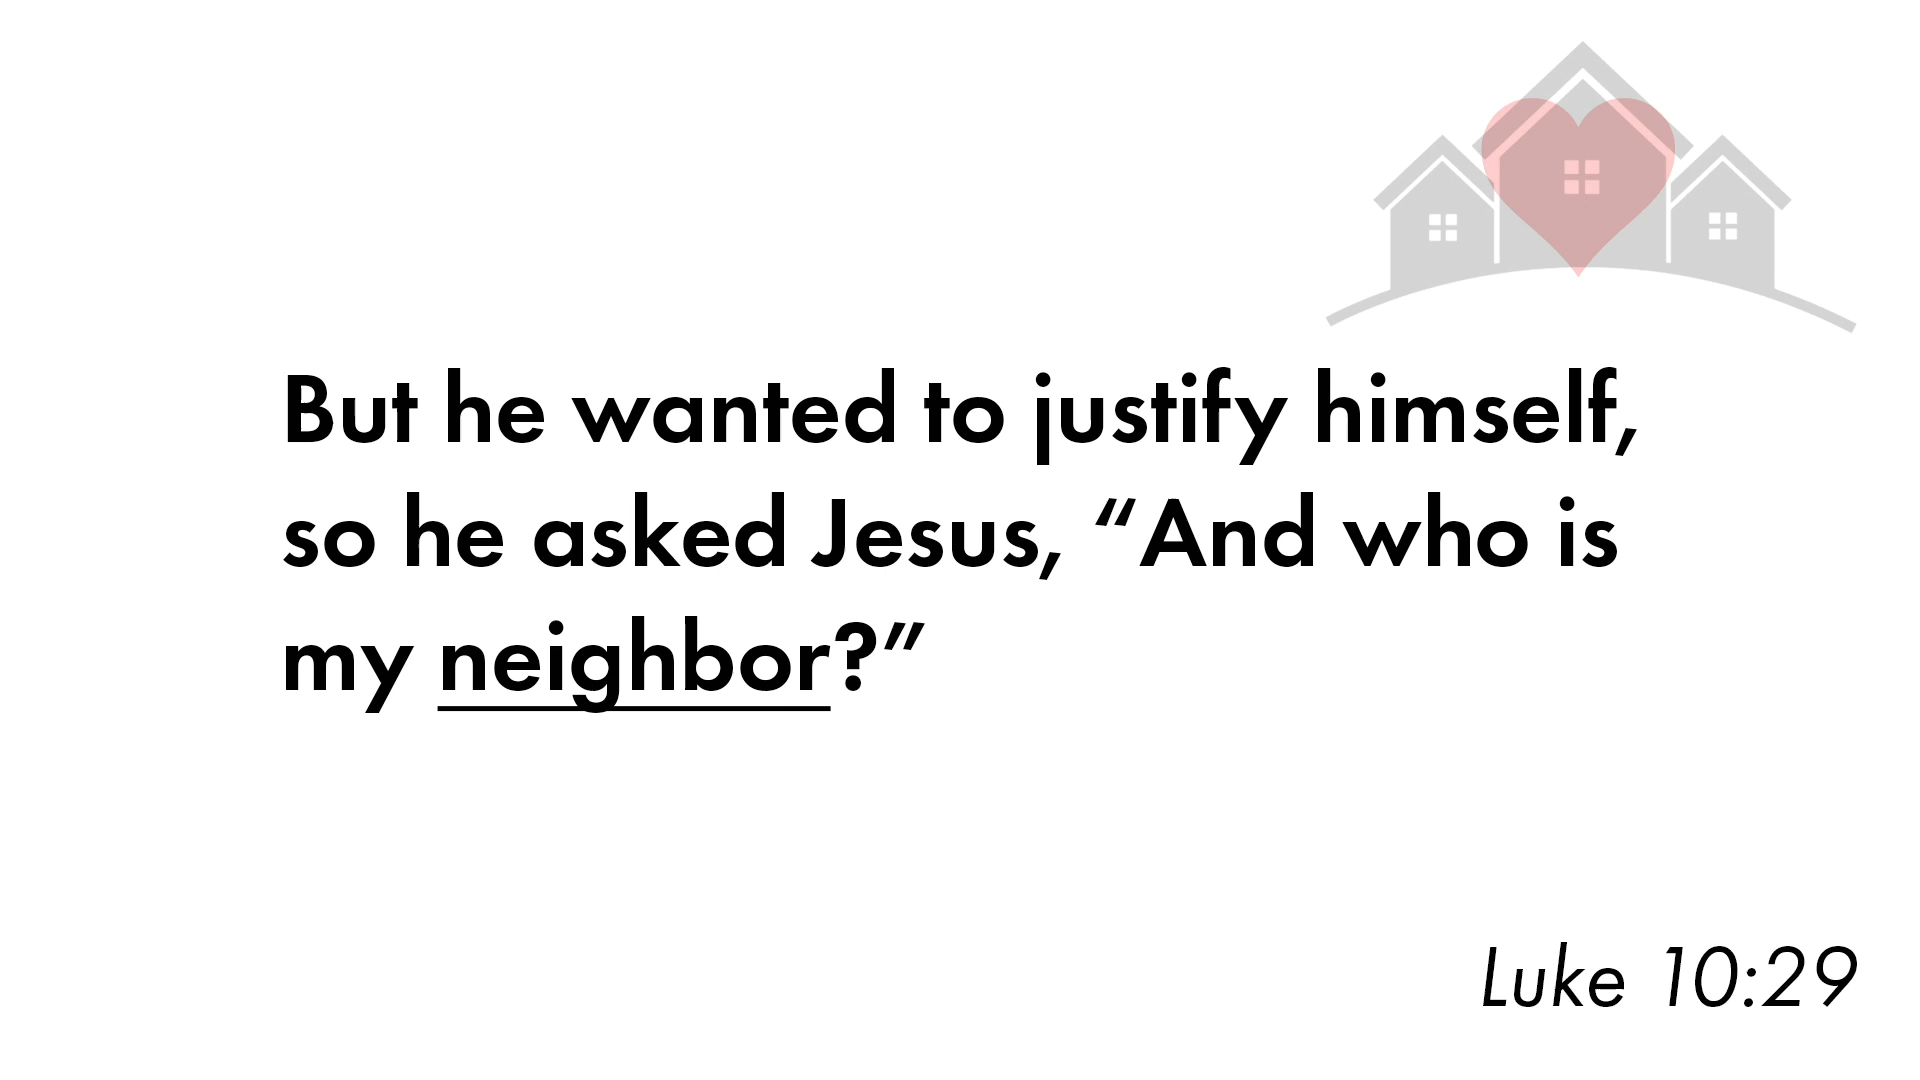 But he wanted to justify himself,
so he asked Jesus, “And who is
my neighbor?”
Luke 10:29